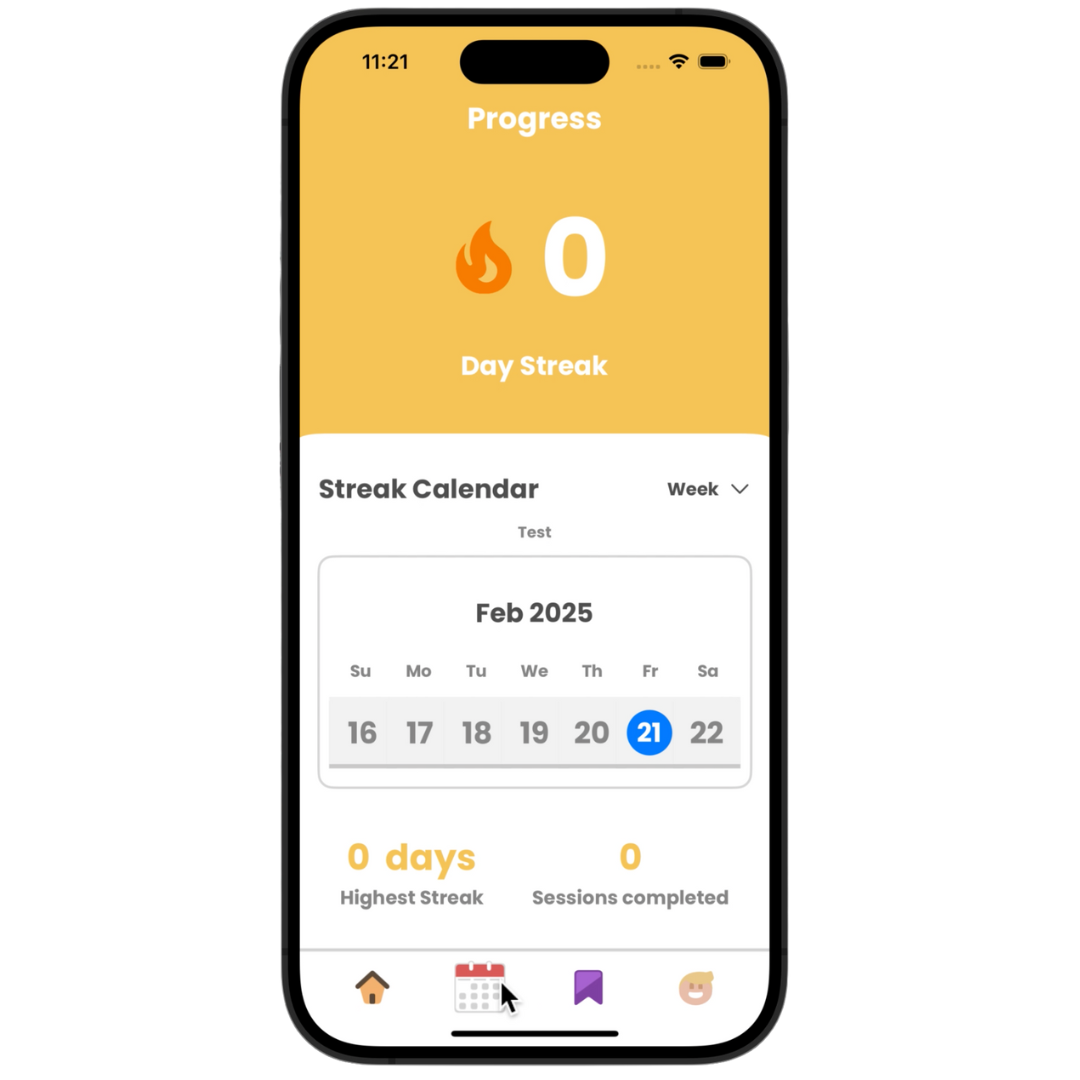 11:21
Progress
0
Day Streak
Streak Calendar Week
Test
Feb 2025
Su Mo Tu We Th Fr Sa
16 17 18 19 20 21 22
0 days 0
Highest Streak Sessions completed